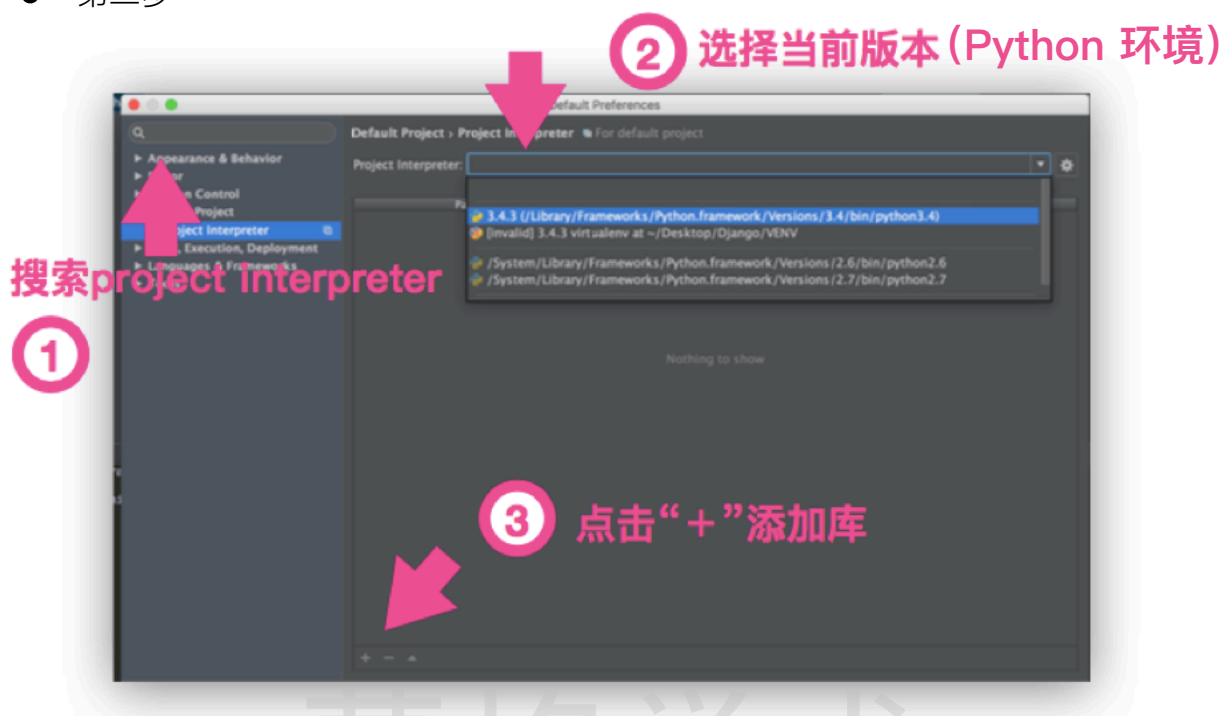 ② 选择当前版本(Python 环境)
Default Preferences
Default Project › Project Interpreter For default project
Appearance & Behavior
Project Interpreter:
Control
Project
3.4.3 (/Library/Frameworks/Python.framework/Versions/3.4/bin/python3.4)
Project Interpreter
[invalid] 3.4.3 virtualenv at ~/Desktop/Django/VENV
Execution, Deployment
Languages & Frameworks
/System/Library/Frameworks/Python.framework/Versions/2.6/bin/python2.6
搜索project interpreter
/System/Library/Frameworks/Python.framework/Versions/2.7/bin/python2.7
①
Nothing to show
③ 点击“+”添加库